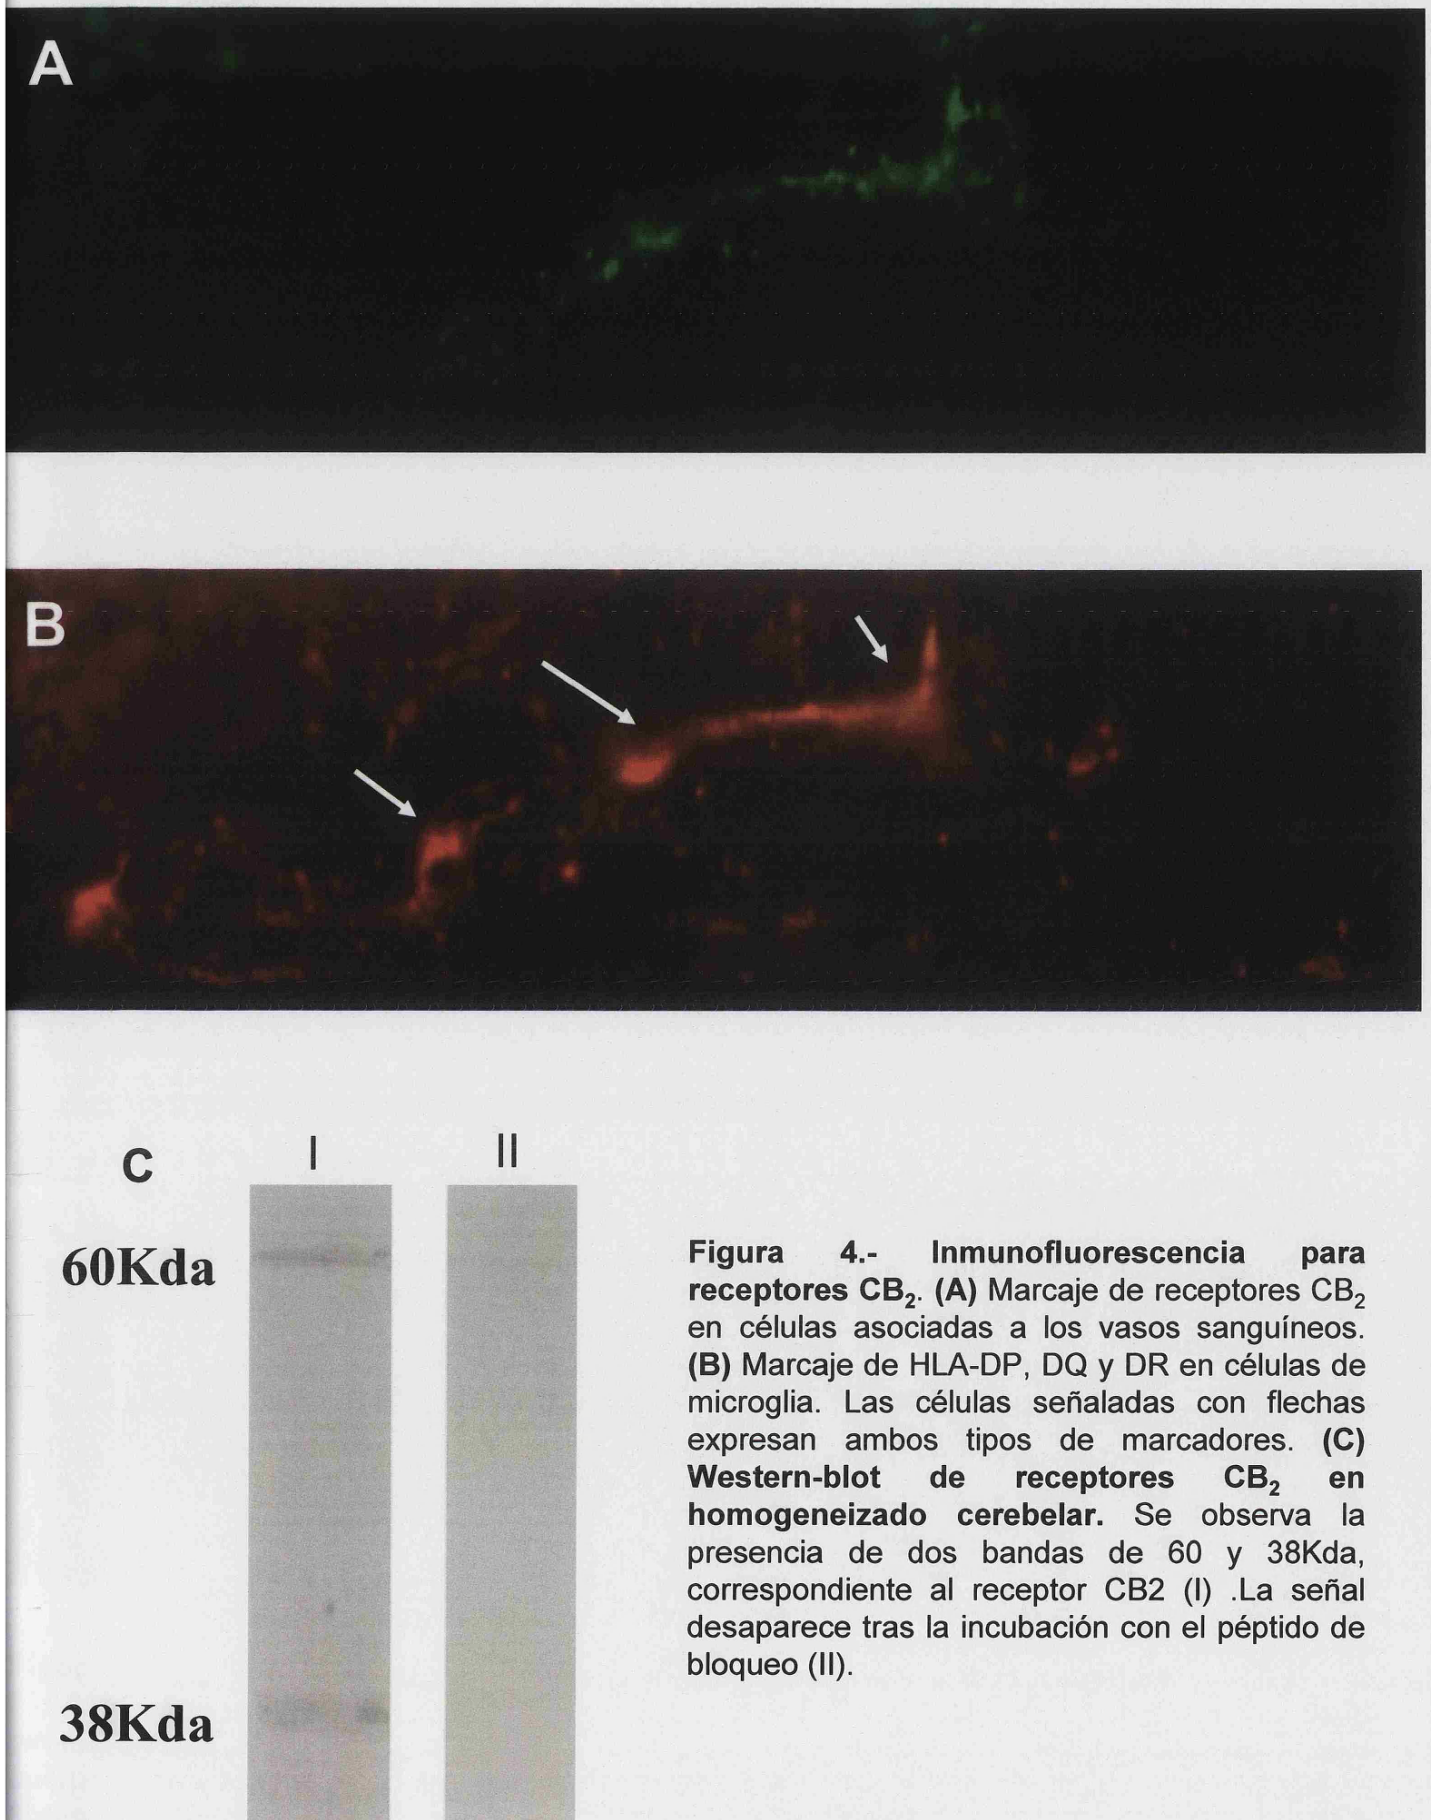 A
B
C
I
II
60Kda
38Kda
Figura 4.- Inmunofluorescencia para
receptores CB₂. (A) Marcaje de receptores CB₂
en células asociadas a los vasos sanguíneos.
(B) Marcaje de HLA-DP, DQ y DR en células de
microglia. Las células señaladas con flechas
expresan ambos tipos de marcadores. (C)
Western-blot de receptores CB₂ en
homogeneizado cerebelar. Se observa la
presencia de dos bandas de 60 y 38Kda,
correspondiente al receptor CB2 (I) .La señal
desaparece tras la incubación con el péptido de
bloqueo (II).